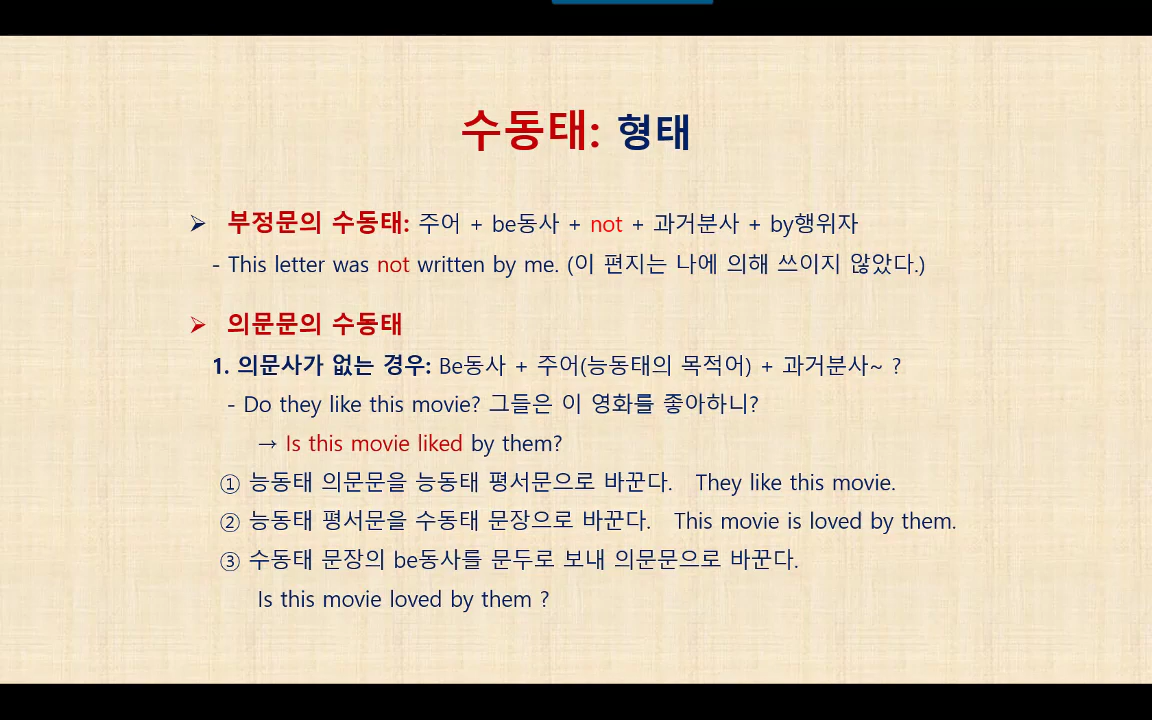 수동태: 형태
➢ 부정문의 수동태: 주어 + be동사 + not + 과거분사 + by행위자
- This letter was not written by me. (이 편지는 나에 의해 쓰이지 않았다.)
➢ 의문문의 수동태
1. 의문사가 없는 경우: Be동사 + 주어(능동태의 목적어) + 과거분사~ ?
- Do they like this movie? 그들은 이 영화를 좋아하니?
→ Is this movie liked by them?
① 능동태 의문문을 능동태 평서문으로 바꾼다. They like this movie.
② 능동태 평서문을 수동태 문장으로 바꾼다. This movie is loved by them.
③ 수동태 문장의 be동사를 문두로 보내 의문문으로 바꾼다.
Is this movie loved by them ?